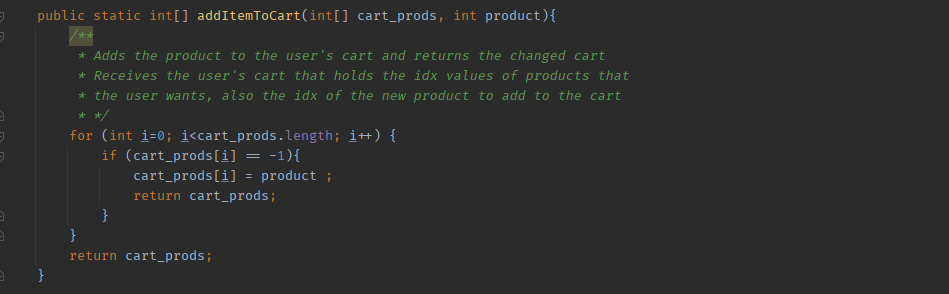 public static int[] addItemToCart(int[] cart_prods, int product){
/**
* Adds the product to the user's cart and returns the changed cart
* Receives the user's cart that holds the idx values of products that
* the user wants, also the idx of the new product to add to the cart
* */
for (int i=0; i<cart_prods.length; i++) {
if (cart_prods[i] == -1){
cart_prods[i] = product ;
return cart_prods;
}
}
return cart_prods;
}